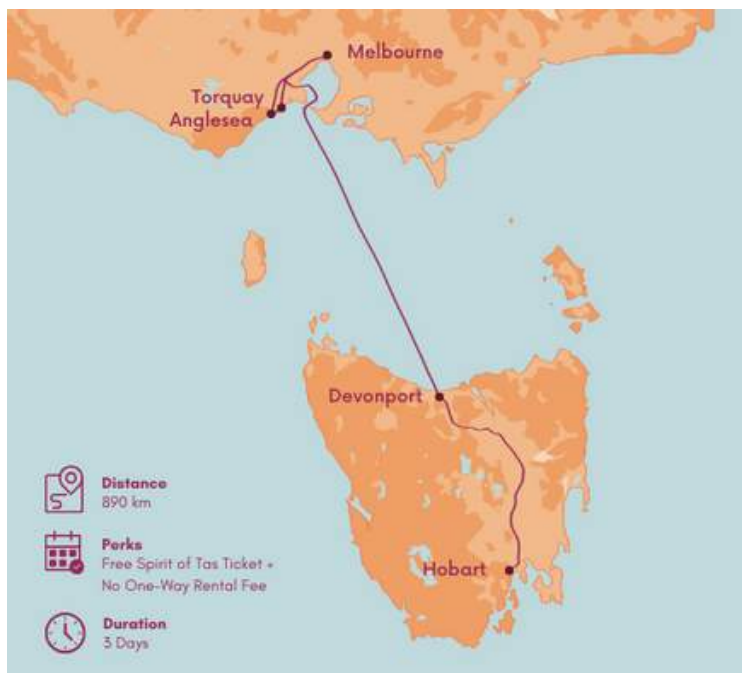 Melbourne
Torquay
Anglesea
Devonport
Hobart
Distance
890 km
Perks
Free Spirit of Tas Ticket +
No One-Way Rental Fee
Duration
3 Days